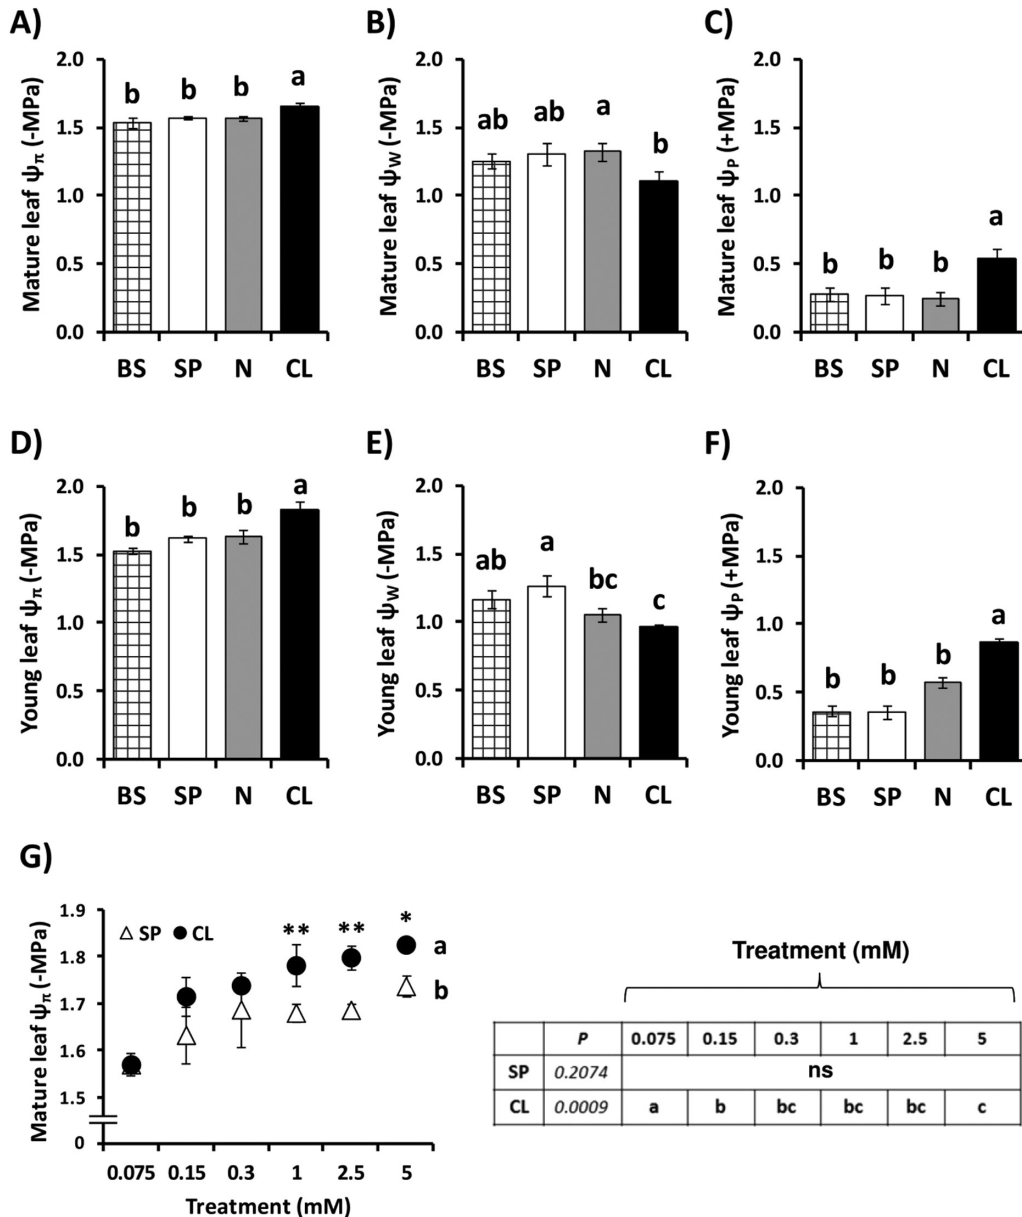 A)
2.0
1.5
1.0
0.5
0.0
Mature leaf Ψπ (-MPa)
b b b a
BS SP N CL
B)
2.0
1.5
1.0
0.5
0.0
Mature leaf ΨW (-MPa)
ab ab a b
BS SP N CL
C)
2.0
1.5
1.0
0.5
0.0
Mature leaf ΨP (+MPa)
b b b a
BS SP N CL
D)
2.0
1.5
1.0
0.5
0.0
Young leaf Ψπ (-MPa)
b b b a
BS SP N CL
E)
2.0
1.5
1.0
0.5
0.0
Young leaf ΨW (-MPa)
ab a bc c
BS SP N CL
F)
2.0
1.5
1.0
0.5
0.0
Young leaf ΨP (+MPa)
b b b a
BS SP N CL
G)
1.9
1.8
1.7
1.6
1.5
0
Mature leaf Ψπ (-MPa)
△ SP ● CL
** ** *
a
b
0.075 0.15 0.3 1 2.5 5
Treatment (mM)
Treatment (mM)
P 0.075 0.15 0.3 1 2.5 5
SP 0.2074 ns
CL 0.0009 a b bc bc bc c